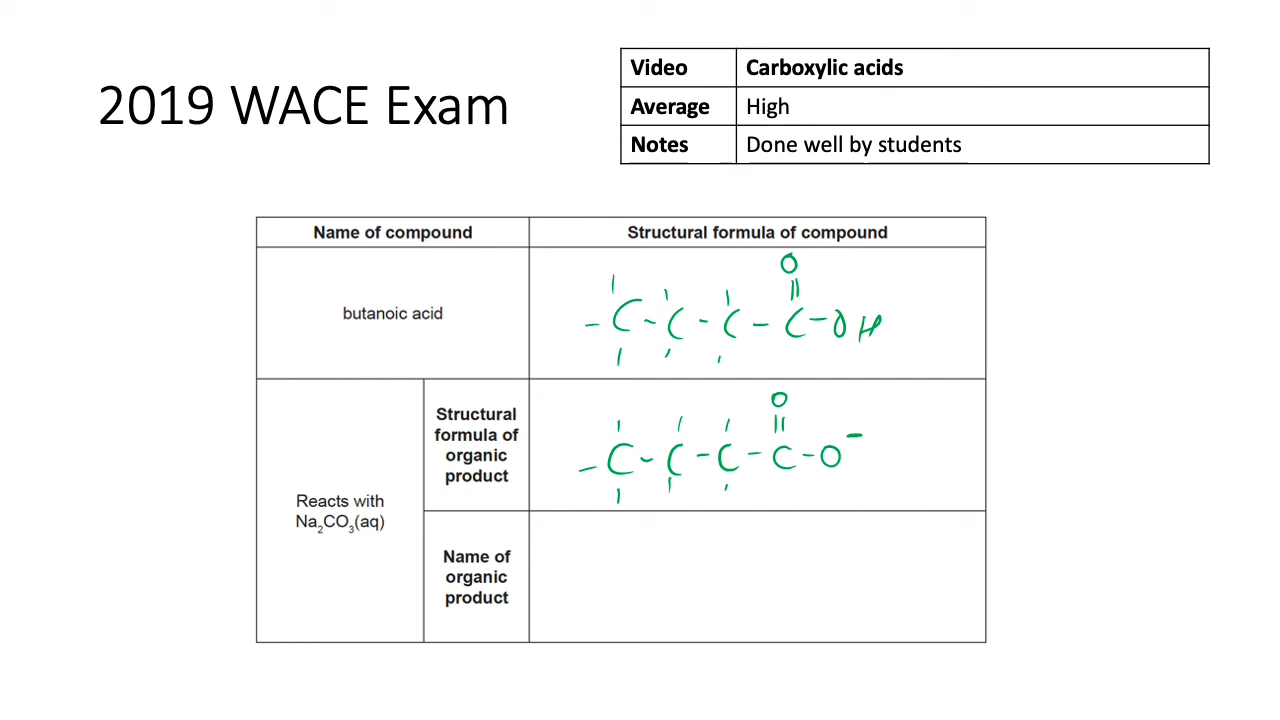 2019 WACE Exam
Video Carboxylic acids
Average High
Notes Done well by students
Name of compound Structural formula of compound
butanoic acid
O
- C - C - C - C - OH
Reacts with
Na₂CO₃(aq)
Structural
formula of
organic
product
O
- C - C - C - C - O⁻
Name of
organic
product